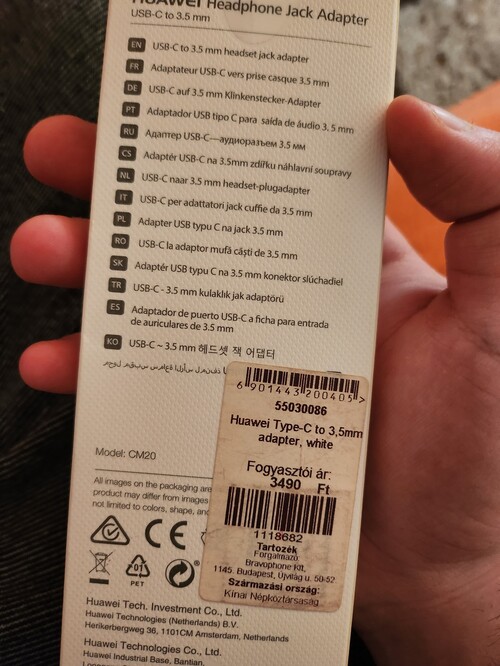 HUAWEI Headphone Jack Adapter
USB-C to 3.5 mm
EN USB-C to 3.5 mm headset jack adapter
FR Adaptateur USB-C vers prise casque 3.5 mm
DE USB-C auf 3.5 mm Klinkenstecker-Adapter
PT Adaptador USB tipo C para saída de áudio 3.5 mm
RU Адаптер USB-C—аудиоразъем 3.5 мм
CS Adaptér USB-C na 3.5mm zdířku náhlavní soupravy
NL USB-C naar 3.5 mm headset-plugadapter
IT USB-C per adattatori jack cuffie da 3.5 mm
PL Adapter USB typu C na jack 3.5 mm
RO USB-C la adaptor mufă căști de 3.5 mm
SK Adaptér USB typu C na 3.5 mm konektor slúchadiel
TR USB-C - 3.5 mm kulaklık jak adaptörü
ES Adaptador de puerto USB-C a ficha para entrada
de auriculares de 3.5 mm
KO USB-C ~ 3.5 mm 헤드셋 잭 어댑터
6 901443 200405 >
55030086
Huawei Type-C to 3,5mm
adapter, white
Fogyasztói ár:
3490 Ft
1118682
Tartozék
Forgalmazó:
Bravophone Kft,
1145. Budapest, Újvilág u. 50-52
Származási ország:
Kínai Népköztársaság
Model: CM20
All images on the packaging are
product may differ from images
not limited to colors, shape, and
CE
01
PET
Huawei Tech. Investment Co., Ltd.
Huawei Technologies (Netherlands) B.V.
Herikerbergweg 36, 1101CM Amsterdam, Netherlands
Huawei Technologies Co., Ltd.
Huawei Industrial Base, Bantian,